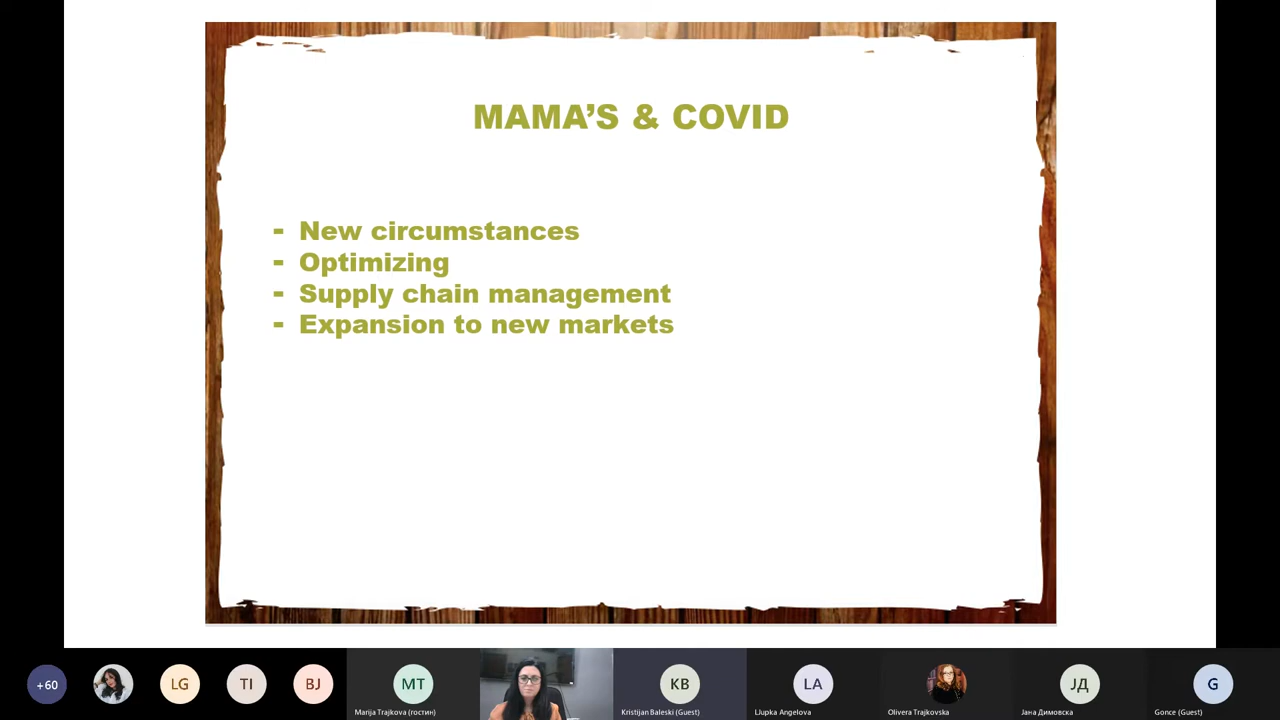 MAMA'S & COVID
- New circumstances
- Optimizing
- Supply chain management
- Expansion to new markets
+60
LG
TI
BJ
MT
Marija Trajkova (гостин)
KB
Kristijan Baleski (Guest)
LA
LJupka Angelova
Olivera Trajkovska
ЈД
Јана Димовска
G
Gonce (Guest)